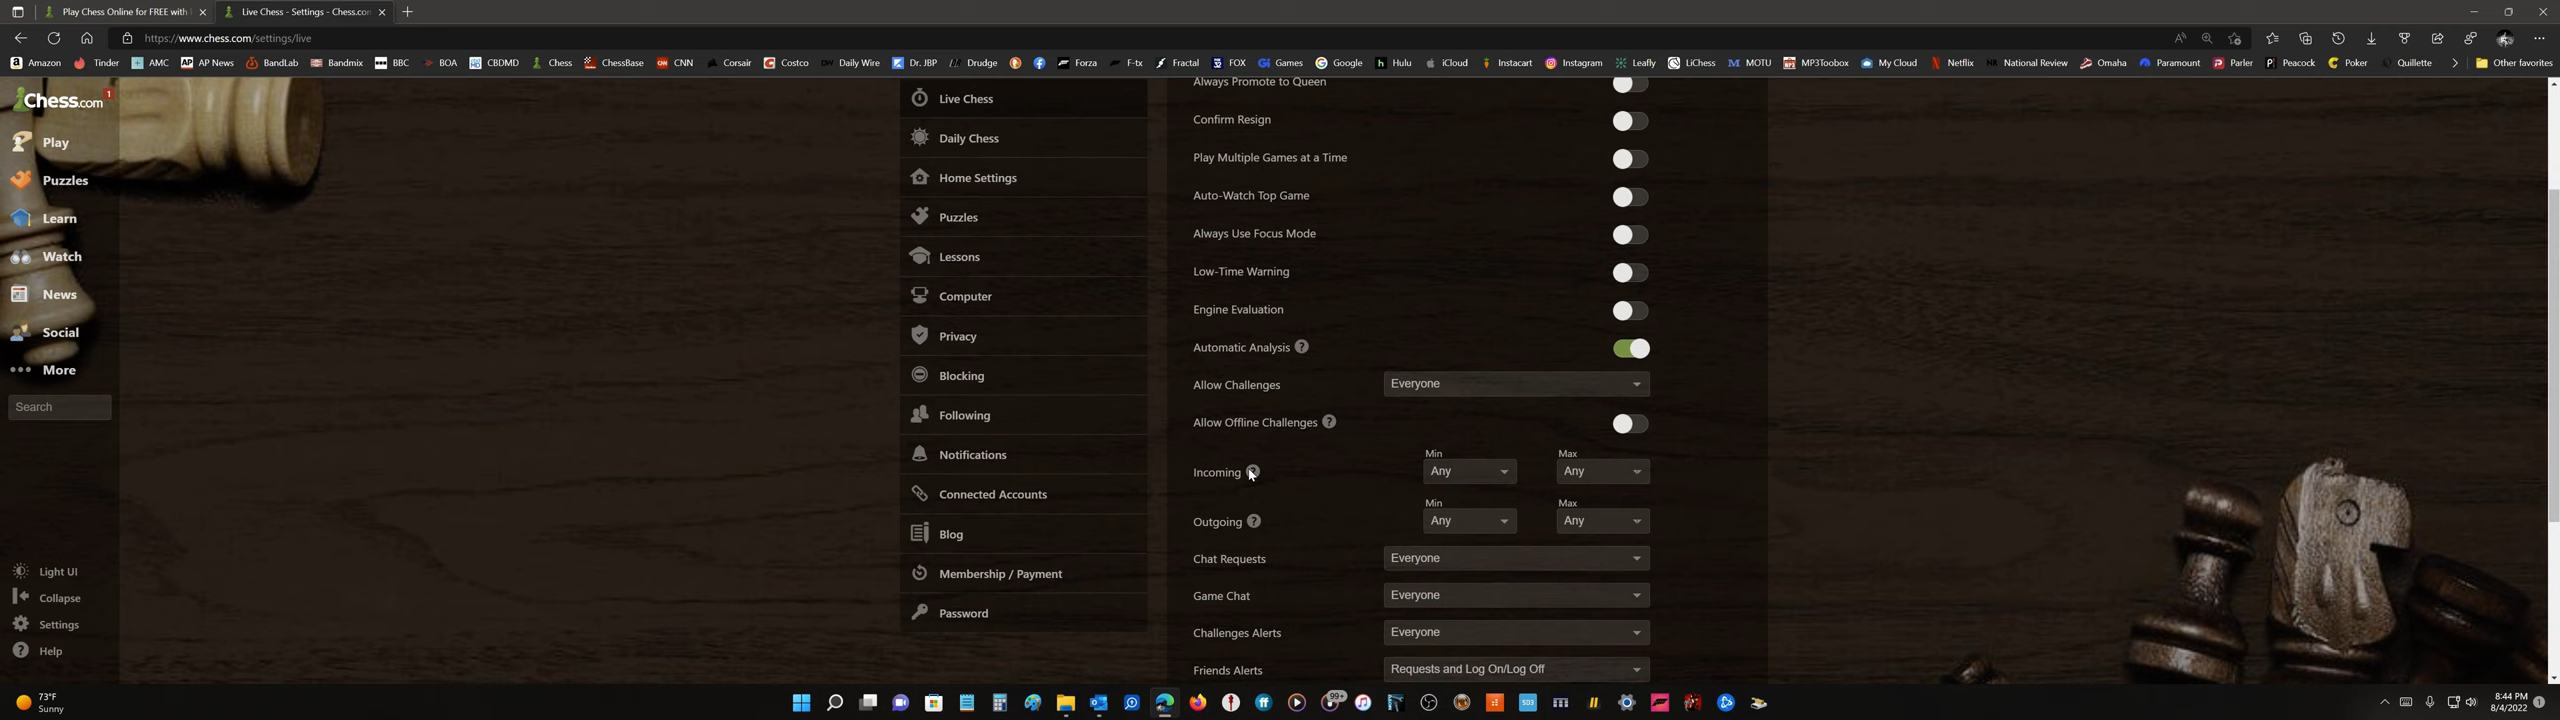 Play Chess Online for FREE with
Live Chess - Settings - Chess.com
https://www.chess.com/settings/live
Amazon Tinder AMC AP News BandLab Bandmix BBC BOA CBDMD Chess ChessBase CNN Corsair Costco Daily Wire Dr. JBP Drudge Forza F-tx Fractal FOX Games Google Hulu iCloud Instacart Instagram Leafly LiChess MOTU MP3Toobox My Cloud Netflix National Review Omaha Paramount Parler Peacock Poker Quillette Other favorites
Chess.com 1
Play
Puzzles
Learn
Watch
News
Social
More
Search
Light UI
Collapse
Settings
Help
Live Chess
Daily Chess
Home Settings
Puzzles
Lessons
Computer
Privacy
Blocking
Following
Notifications
Connected Accounts
Blog
Membership / Payment
Password
Always Promote to Queen
Confirm Resign
Play Multiple Games at a Time
Auto-Watch Top Game
Always Use Focus Mode
Low-Time Warning
Engine Evaluation
Automatic Analysis ?
Allow Challenges Everyone
Allow Offline Challenges ?
Min Max
Incoming ? Any Any
Min Max
Outgoing ? Any Any
Chat Requests Everyone
Game Chat Everyone
Challenges Alerts Everyone
Friends Alerts Requests and Log On/Log Off
73°F
Sunny
99+
SD3
8:44 PM
8/4/2022
1